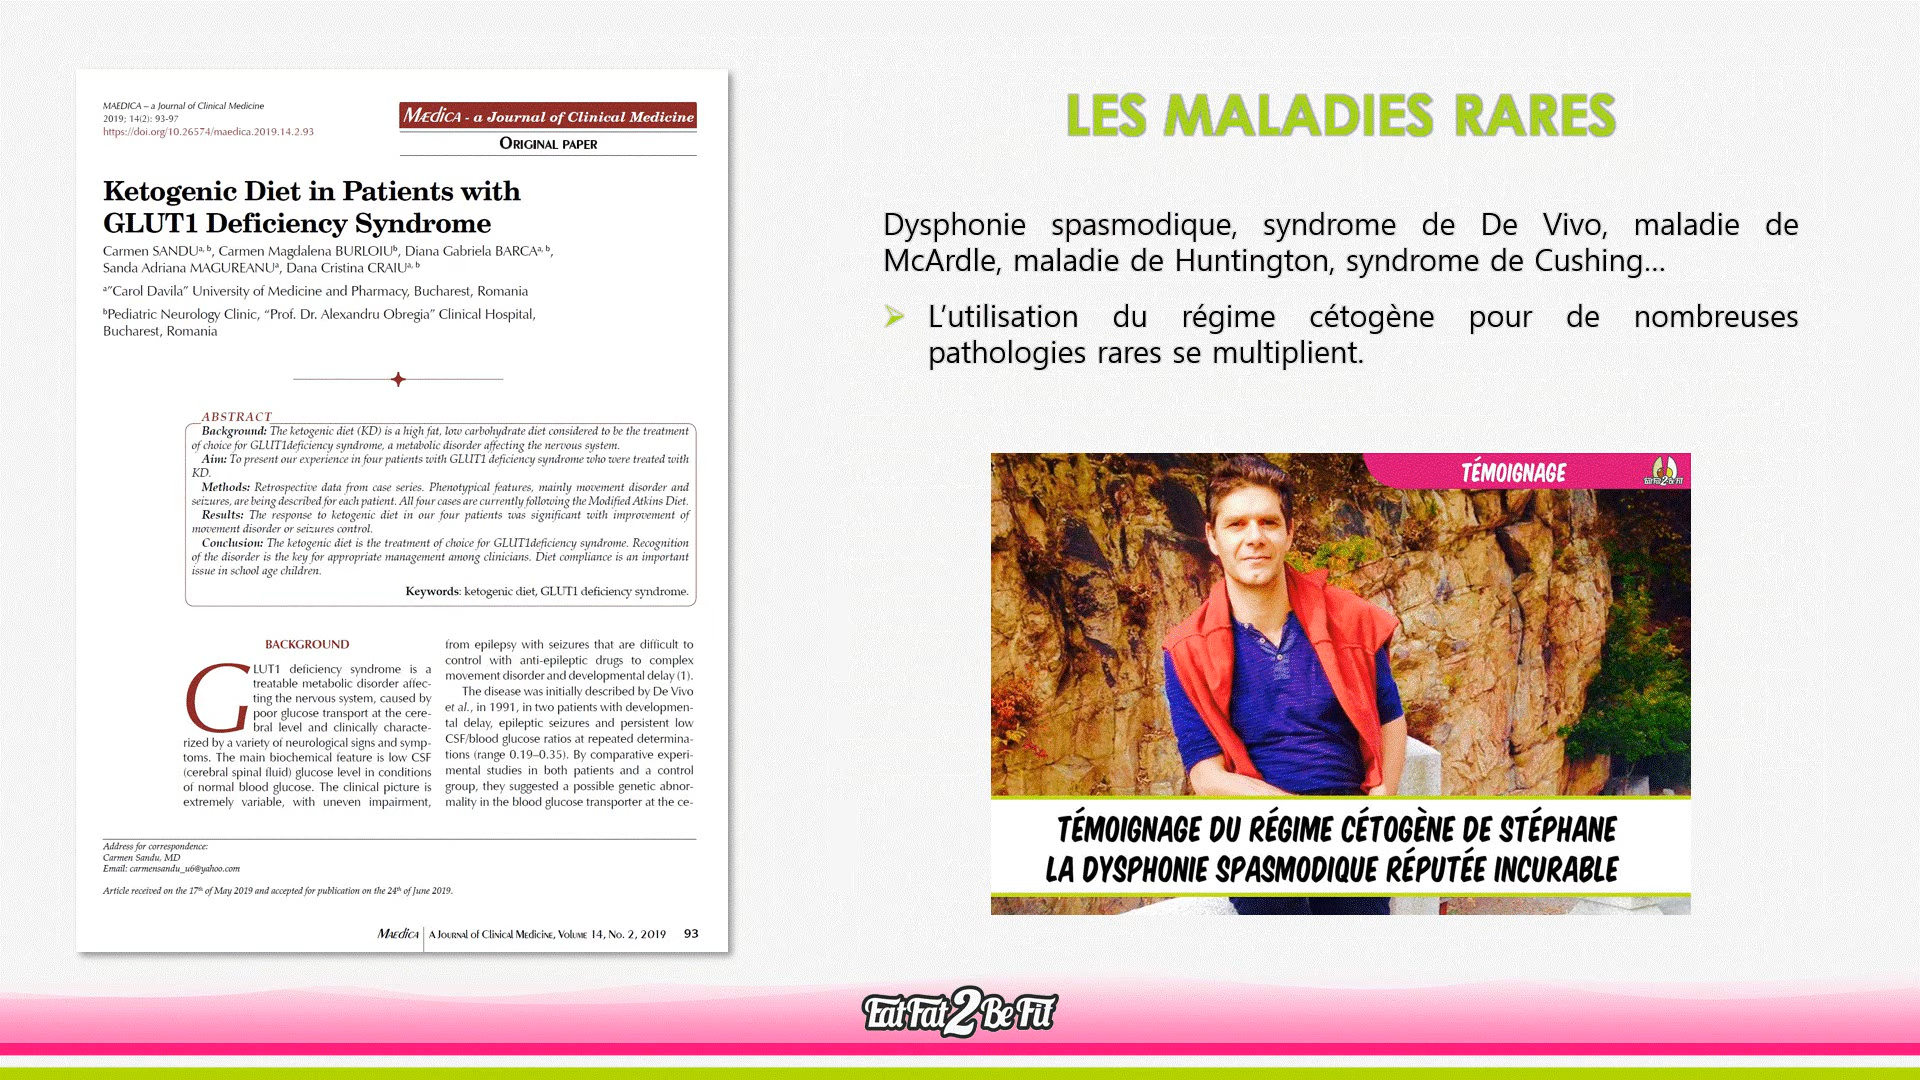 MAEDICA – a Journal of Clinical Medicine
2019; 14(2): 93-97
https://doi.org/10.26574/maedica.2019.14.2.93
MÆDICA - a Journal of Clinical Medicine
ORIGINAL PAPER
Ketogenic Diet in Patients with
GLUT1 Deficiency Syndrome
Carmen SANDUa, b, Carmen Magdalena BURLOIUb, Diana Gabriela BARCAa, b,
Sanda Adriana MAGUREANUa, Dana Cristina CRAIUa, b
a"Carol Davila" University of Medicine and Pharmacy, Bucharest, Romania
bPediatric Neurology Clinic, "Prof. Dr. Alexandru Obregia" Clinical Hospital,
Bucharest, Romania
ABSTRACT
Background: The ketogenic diet (KD) is a high fat, low carbohydrate diet considered to be the treatment
of choice for GLUT1deficiency syndrome, a metabolic disorder affecting the nervous system.
Aim: To present our experience in four patients with GLUT1 deficiency syndrome who were treated with
KD.
Methods: Retrospective data from case series. Phenotypical features, mainly movement disorder and
seizures, are being described for each patient. All four cases are currently following the Modified Atkins Diet.
Results: The response to ketogenic diet in our four patients was significant with improvement of
movement disorder or seizures control.
Conclusion: The ketogenic diet is the treatment of choice for GLUT1deficiency syndrome. Recognition
of the disorder is the key for appropriate management among clinicians. Diet compliance is an important
issue in school age children.
Keywords: ketogenic diet, GLUT1 deficiency syndrome.
BACKGROUND
GLUT1 deficiency syndrome is a
treatable metabolic disorder affec-
ting the nervous system, caused by
poor glucose transport at the cere-
bral level and clinically characte-
rized by a variety of neurological signs and symp-
toms. The main biochemical feature is low CSF
(cerebral spinal fluid) glucose level in conditions
of normal blood glucose. The clinical picture is
extremely variable, with uneven impairment,
from epilepsy with seizures that are difficult to
control with anti-epileptic drugs to complex
movement disorder and developmental delay (1).
The disease was initially described by De Vivo
et al., in 1991, in two patients with developmen-
tal delay, epileptic seizures and persistent low
CSF/blood glucose ratios at repeated determina-
tions (range 0.19–0.35). By comparative experi-
mental studies in both patients and a control
group, they suggested a possible genetic abnor-
mality in the blood glucose transporter at the ce-
Address for correspondence:
Carmen Sandu, MD
Email: carmensandu_u6@yahoo.com
Article received on the 17th of May 2019 and accepted for publication on the 24th of June 2019.
MAEDICA A Journal of Clinical Medicine, Volume 14, No. 2, 2019 93
LES MALADIES RARES
Dysphonie spasmodique, syndrome de De Vivo, maladie de
McArdle, maladie de Huntington, syndrome de Cushing...
L'utilisation du régime cétogène pour de nombreuses
pathologies rares se multiplient.
TÉMOIGNAGE
EatFat2BeFit
TÉMOIGNAGE DU RÉGIME CÉTOGÈNE DE STÉPHANE
LA DYSPHONIE SPASMODIQUE RÉPUTÉE INCURABLE
EatFat2BeFit